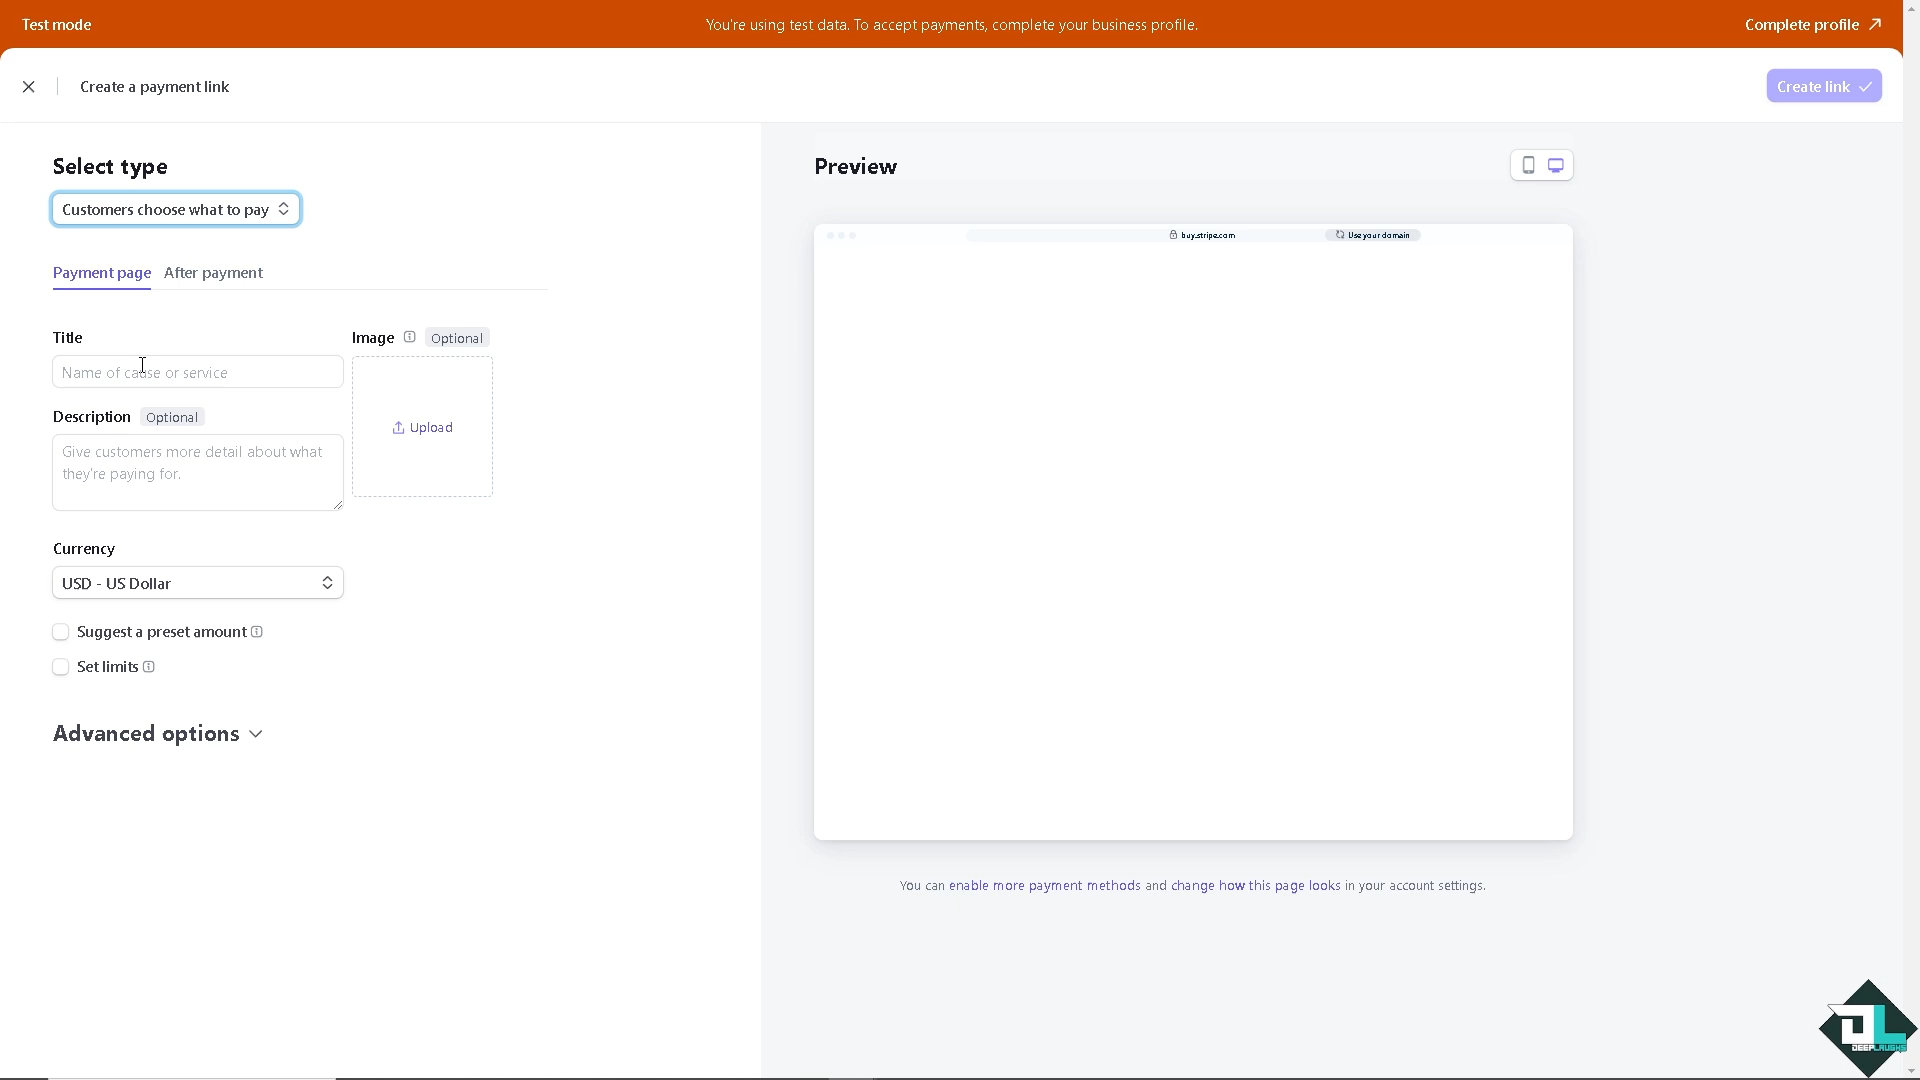 Test mode
You're using test data. To accept payments, complete your business profile.
Complete profile
Create a payment link
Create link
Select type
Customers choose what to pay
Payment page
After payment
Title
Name of cause or service
Image
Optional
Upload
Description
Optional
Give customers more detail about what
they're paying for.
Currency
USD - US Dollar
Suggest a preset amount
Set limits
Advanced options
Preview
buy.stripe.com
Use your domain
You can enable more payment methods and change how this page looks in your account settings.
DEEPLAUGHS